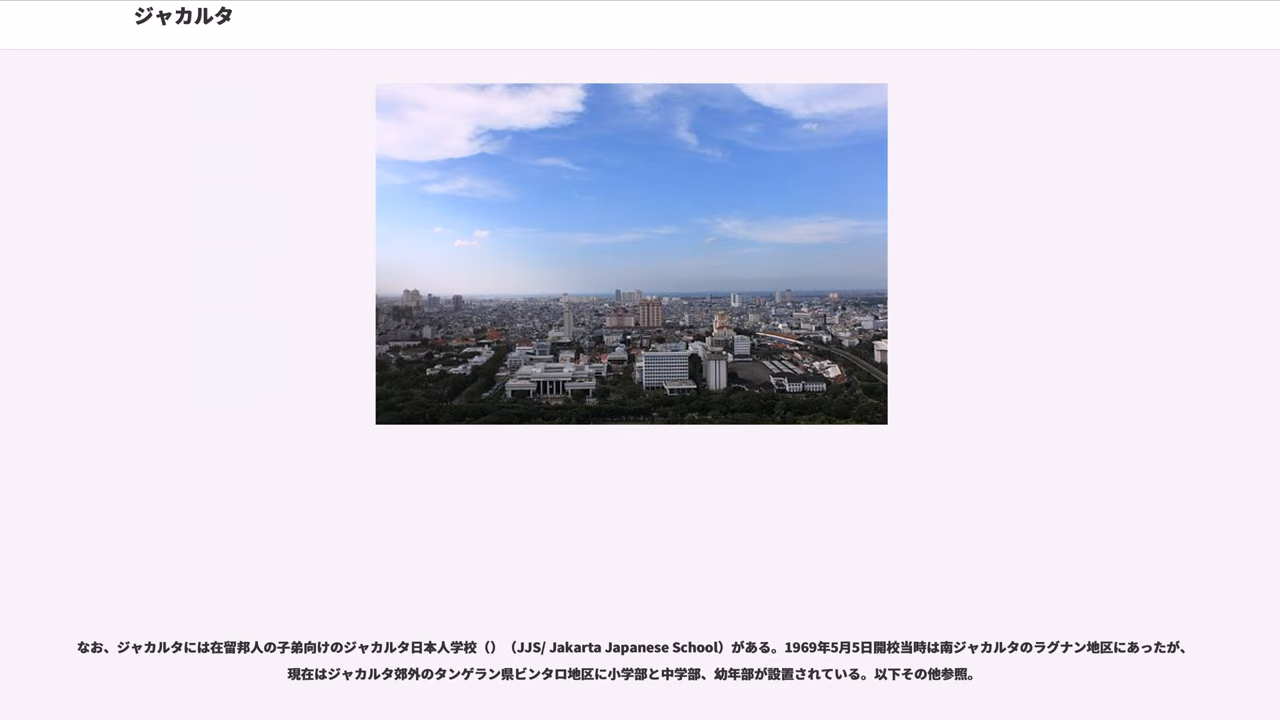 ジャカルタ
なお、ジャカルタには在留邦人の子弟向けのジャカルタ日本人学校（）（JJS/ Jakarta Japanese School）がある。1969年5月5日開校当時は南ジャカルタのラグナン地区にあったが、
現在はジャカルタ郊外のタンゲラン県ビンタロ地区に小学部と中学部、幼年部が設置されている。以下その他参照。